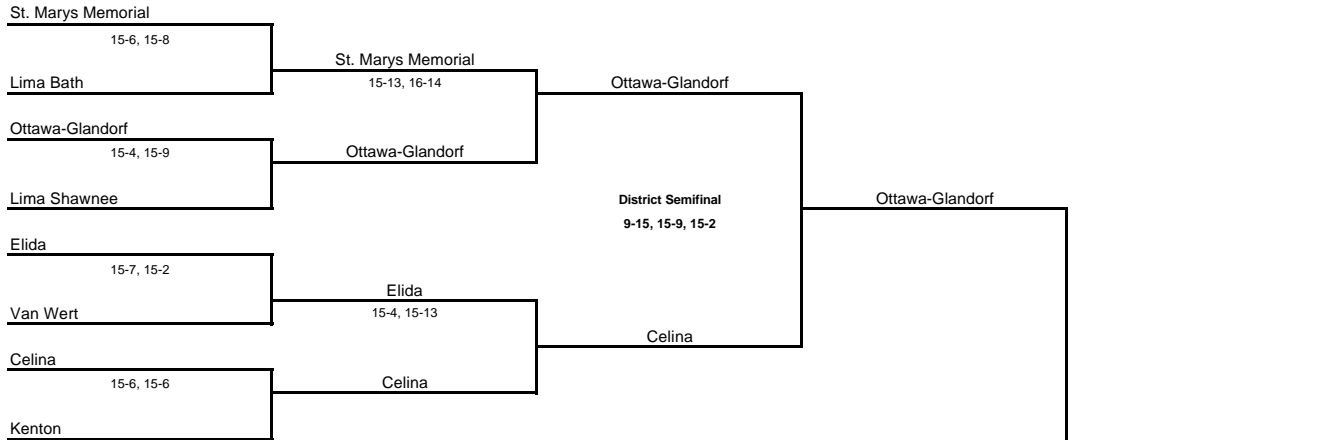 St. Marys Memorial
15-6, 15-8
St. Marys Memorial
Lima Bath
15-13, 16-14
Ottawa-Glandorf
Ottawa-Glandorf
15-4, 15-9
Ottawa-Glandorf
Lima Shawnee
District Semifinal
Ottawa-Glandorf
9-15, 15-9, 15-2
Elida
15-7, 15-2
Elida
Van Wert
15-4, 15-13
Celina
Celina
15-6, 15-6
Celina
Kenton